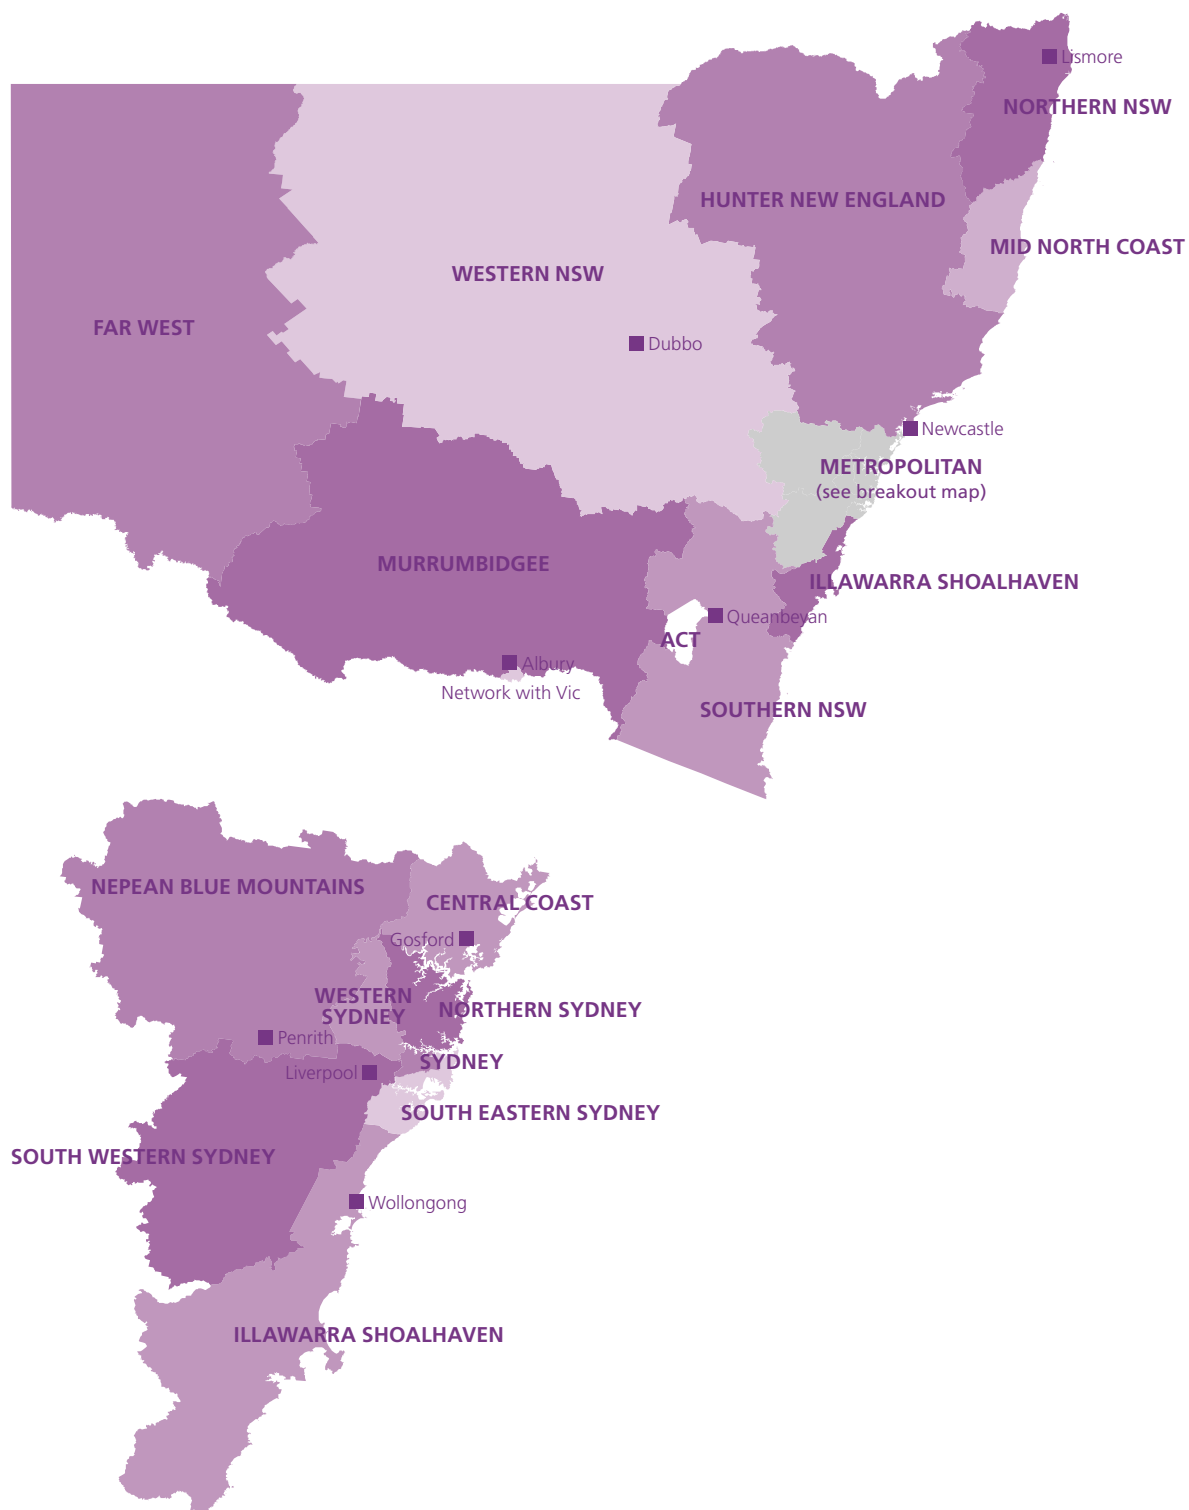 Lismore
NORTHERN NSW
HUNTER NEW ENGLAND
MID NORTH COAST
WESTERN NSW
FAR WEST
Dubbo
Newcastle
METROPOLITAN
(see breakout map)
MURRUMBIDGEE
ILLAWARRA SHOALHAVEN
Queanbeyan
ACT
Albury
Network with Vic
SOUTHERN NSW
NEPEAN BLUE MOUNTAINS
CENTRAL COAST
Gosford
WESTERN
SYDNEY
NORTHERN SYDNEY
Penrith
SYDNEY
Liverpool
SOUTH EASTERN SYDNEY
SOUTH WESTERN SYDNEY
Wollongong
ILLAWARRA SHOALHAVEN